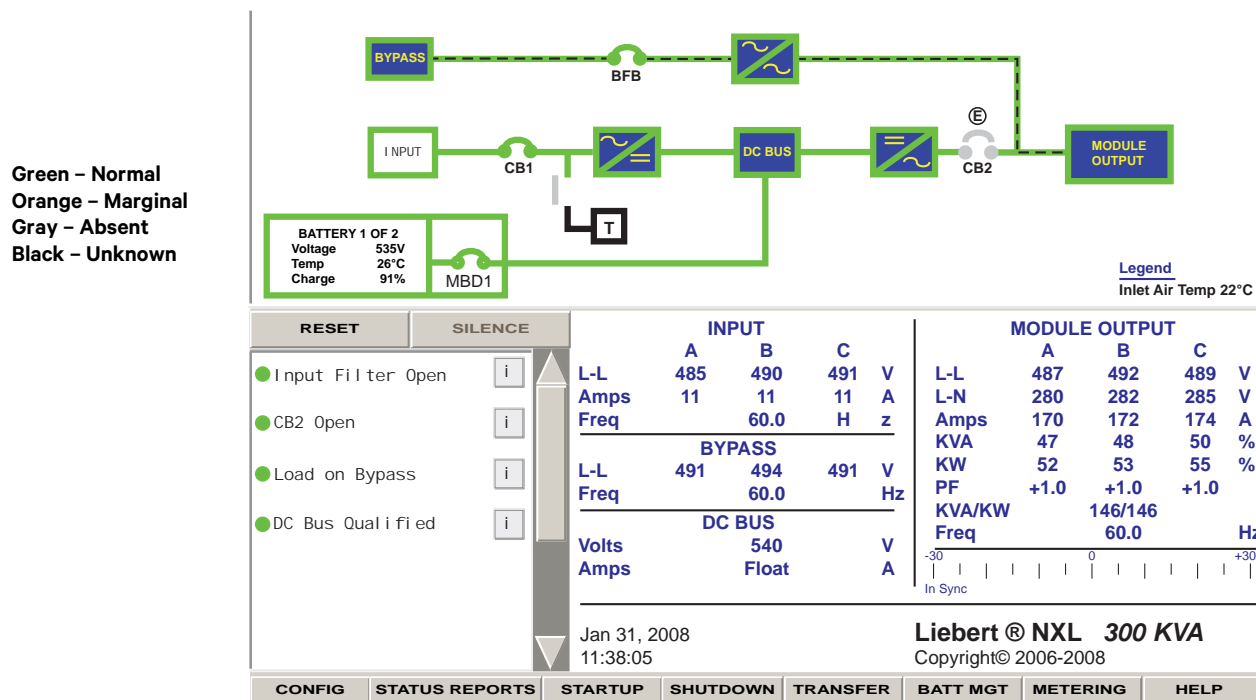 Green – Normal
Orange – Marginal
Gray – Absent
Black – Unknown
BYPASS
BFB
E
INPUT
CB1
DC BUS
CB2
MODULE
OUTPUT
T
BATTERY 1 OF 2
Voltage 535V
Temp 26°C
Charge 91%
MBD1
Legend
Inlet Air Temp 22°C
RESET SILENCE
Input Filter Open i
CB2 Open i
Load on Bypass i
DC Bus Qualified i
INPUT
A B C
L-L 485 490 491 V
Amps 11 11 11 A
Freq 60.0 H z
BYPASS
L-L 491 494 491 V
Freq 60.0 Hz
DC BUS
Volts 540 V
Amps Float A
MODULE OUTPUT
A B C
L-L 487 492 489 V
L-N 280 282 285 V
Amps 170 172 174 A
KVA 47 48 50 %
KW 52 53 55 %
PF +1.0 +1.0 +1.0
KVA/KW 146/146
Freq 60.0 Hz
-30 0 +30
In Sync
Jan 31, 2008
11:38:05
Liebert ® NXL 300 KVA
Copyright© 2006-2008
CONFIG STATUS REPORTS STARTUP SHUTDOWN TRANSFER BATT MGT METERING HELP